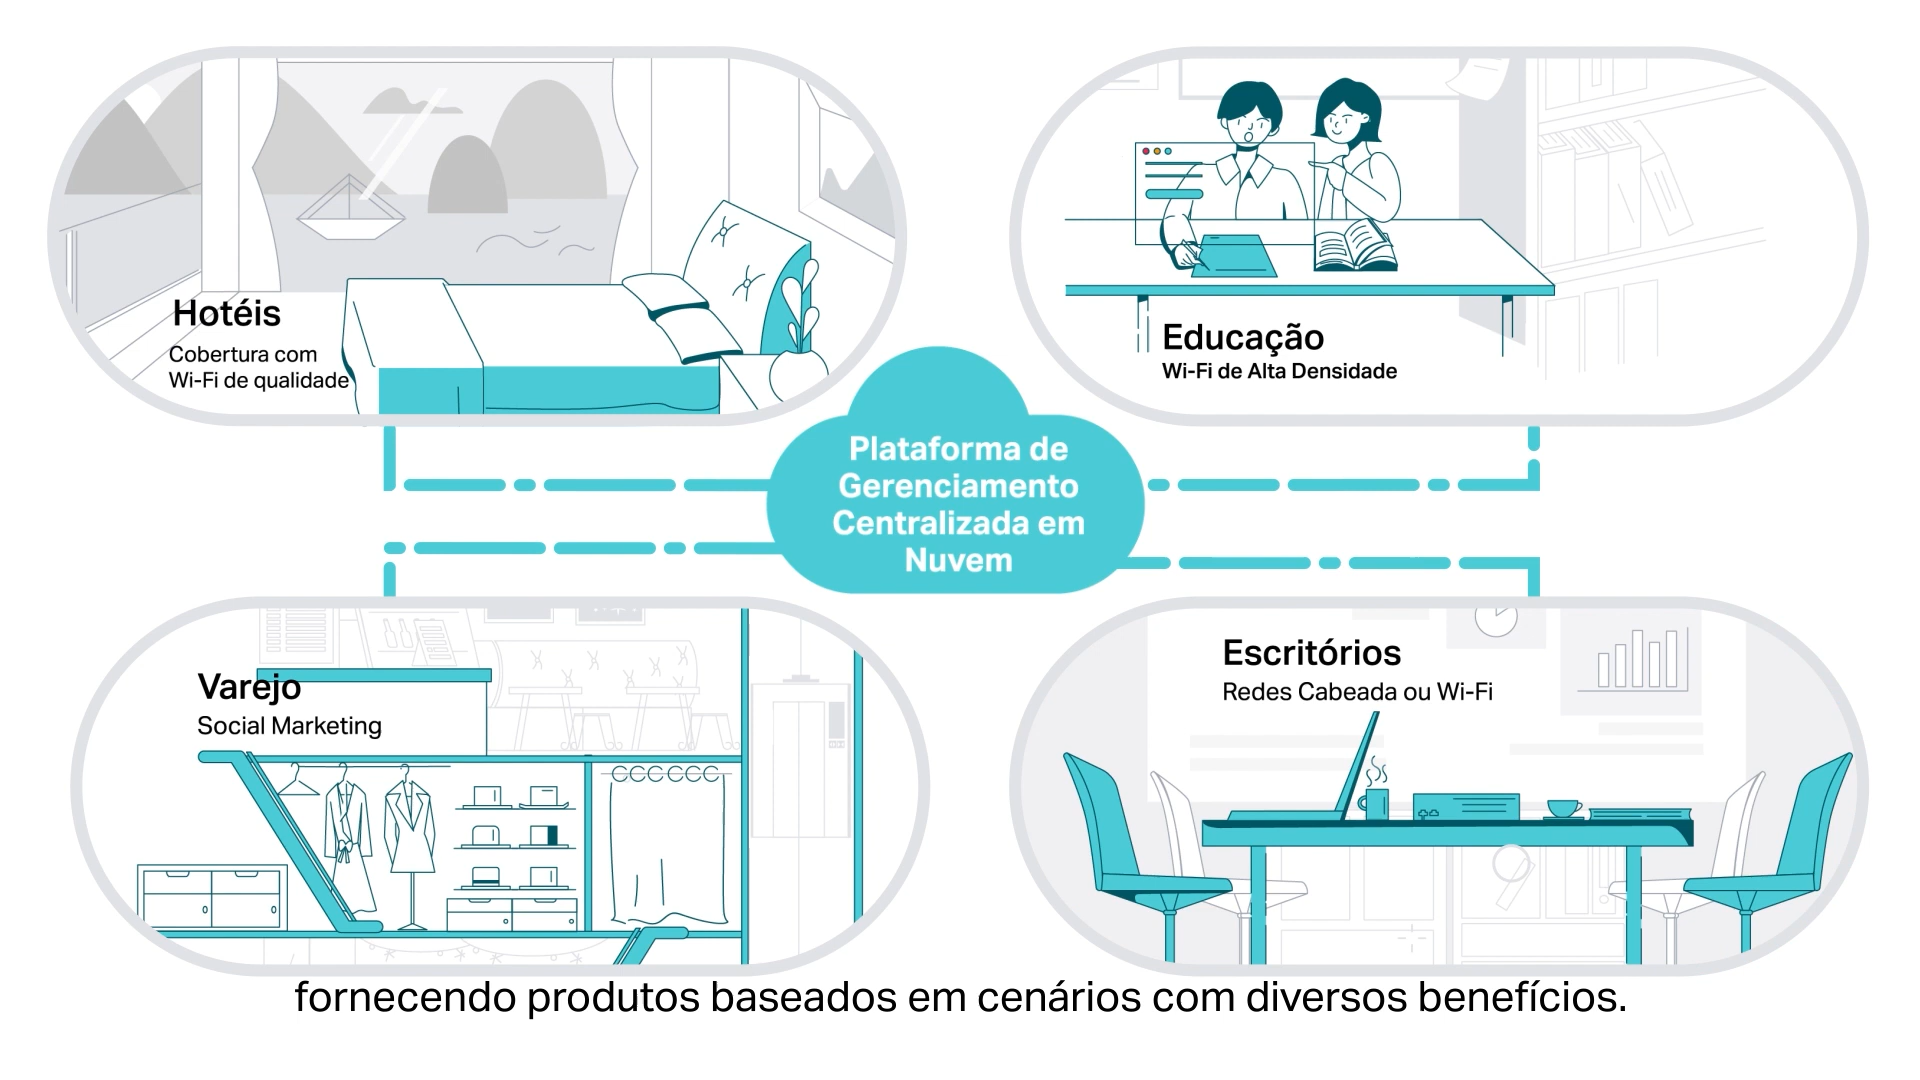 Hotéis
Cobertura com
Wi-Fi de qualidade
Educação
Wi-Fi de Alta Densidade
Plataforma de
Gerenciamento
Centralizada em
Nuvem
Varejo
Social Marketing
Escritórios
Redes Cabeada ou Wi-Fi
fornecendo produtos baseados em cenários com diversos benefícios.